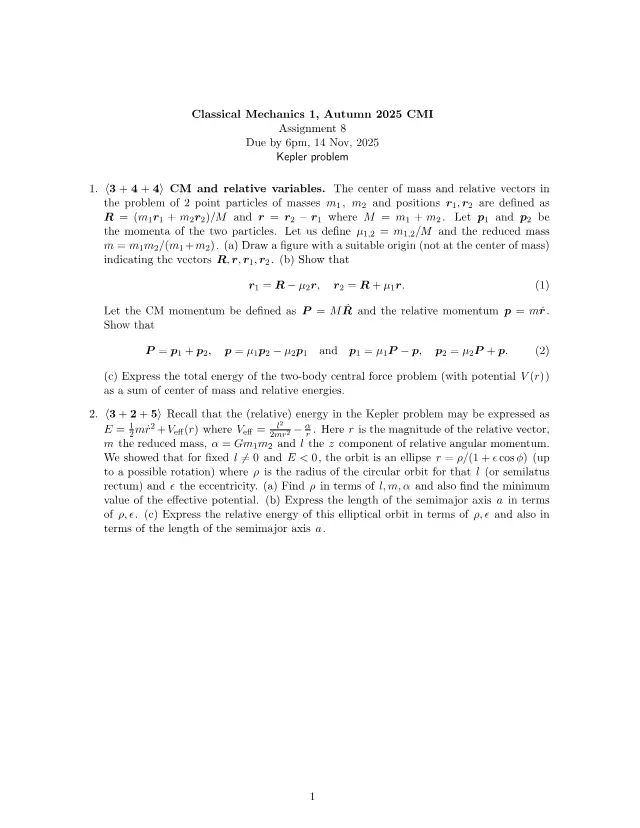 Classical Mechanics 1, Autumn 2025 CMI
Assignment 8
Due by 6pm, 14 Nov, 2025
Kepler problem
1. ⟨3 + 4 + 4⟩ CM and relative variables. The center of mass and relative vectors in
the problem of 2 point particles of masses m₁, m₂ and positions r₁, r₂ are defined as
R = (m₁r₁ + m₂r₂)/M and r = r₂ − r₁ where M = m₁ + m₂. Let p₁ and p₂ be
the momenta of the two particles. Let us define μ₁,₂ = m₁,₂/M and the reduced mass
m = m₁m₂/(m₁+m₂). (a) Draw a figure with a suitable origin (not at the center of mass)
indicating the vectors R, r, r₁, r₂. (b) Show that
r₁ = R − μ₂r, r₂ = R + μ₁r. (1)
Let the CM momentum be defined as P = MṘ and the relative momentum p = mṙ.
Show that
P = p₁ + p₂, p = μ₁p₂ − μ₂p₁ and p₁ = μ₁P − p, p₂ = μ₂P + p. (2)
(c) Express the total energy of the two-body central force problem (with potential V(r))
as a sum of center of mass and relative energies.
2. ⟨3 + 2 + 5⟩ Recall that the (relative) energy in the Kepler problem may be expressed as
E = ½mṙ² + V_eff(r) where V_eff = l²/2mr² − α/r. Here r is the magnitude of the relative vector,
m the reduced mass, α = Gm₁m₂ and l the z component of relative angular momentum.
We showed that for fixed l ≠ 0 and E < 0, the orbit is an ellipse r = ρ/(1 + ϵ cos ϕ) (up
to a possible rotation) where ρ is the radius of the circular orbit for that l (or semilatus
rectum) and ϵ the eccentricity. (a) Find ρ in terms of l, m, α and also find the minimum
value of the effective potential. (b) Express the length of the semimajor axis a in terms
of ρ, ϵ. (c) Express the relative energy of this elliptical orbit in terms of ρ, ϵ and also in
terms of the length of the semimajor axis a.
1